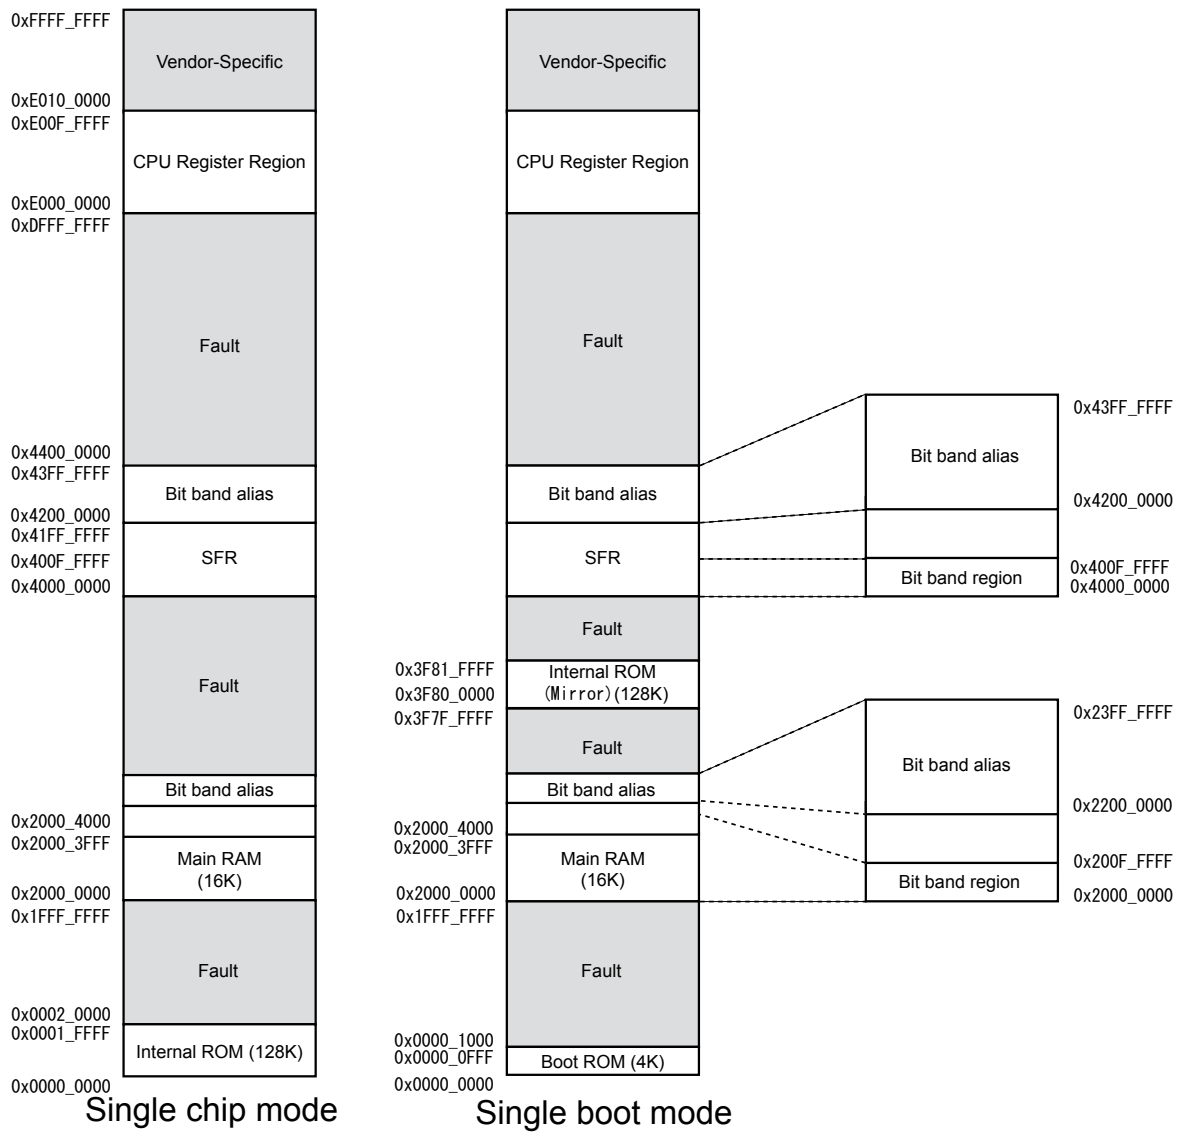 0xFFFF_FFFF
Vendor-Specific
0xE010_0000
0xE00F_FFFF
CPU Register Region
0xE000_0000
0xDFFF_FFFF
Fault
0x4400_0000
0x43FF_FFFF
Bit band alias
0x4200_0000
0x41FF_FFFF
0x400F_FFFF
SFR
0x4000_0000
Fault
Bit band alias
0x2000_4000
0x2000_3FFF
Main RAM
(16K)
0x2000_0000
0x1FFF_FFFF
Fault
0x0002_0000
0x0001_FFFF
Internal ROM (128K)
0x0000_0000
Single chip mode
Vendor-Specific
CPU Register Region
Fault
Bit band alias
SFR
Fault
0x3F81_FFFF
Internal ROM
(Mirror)(128K)
0x3F80_0000
0x3F7F_FFFF
Fault
Bit band alias
0x2000_4000
0x2000_3FFF
Main RAM
(16K)
0x2000_0000
0x1FFF_FFFF
Fault
0x0000_1000
0x0000_0FFF
Boot ROM (4K)
0x0000_0000
Single boot mode
0x43FF_FFFF
Bit band alias
0x4200_0000
0x400F_FFFF
Bit band region
0x4000_0000
0x23FF_FFFF
Bit band alias
0x2200_0000
0x200F_FFFF
Bit band region
0x2000_0000